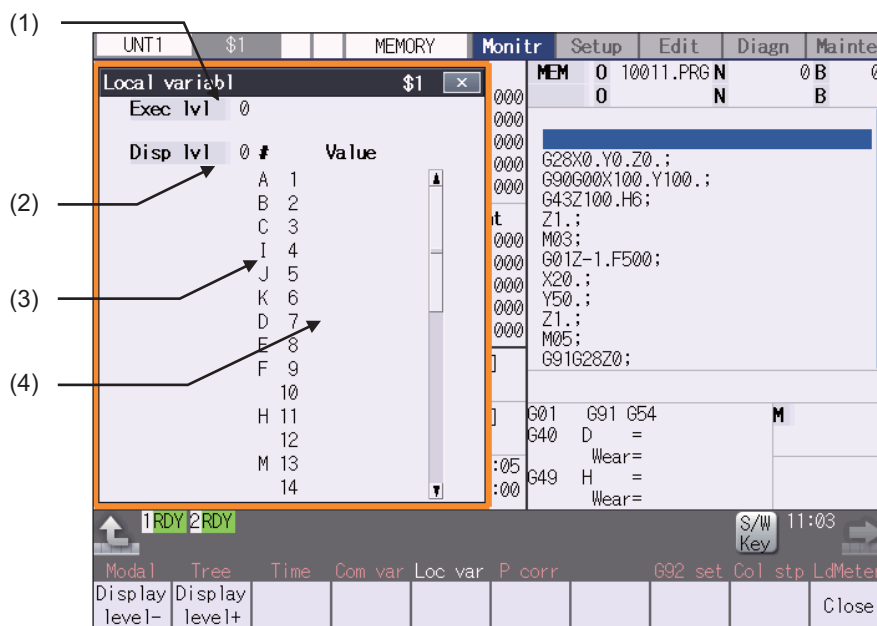 (1)
UNT1 $1 MEMORY Monitr Setup Edit Diagn Mainte
Local variabl $1 ×
MEM O 10011.PRG N 0 B 0
Exec lvl 0
000
O N B
000
Disp lvl 0 # Value
000
000
G28X0.Y0.Z0.;
(2)
A 1
000
G90G00X100.Y100.;
B 2
G43Z100.H6;
C 3
nt
Z1.;
I 4
000
M03;
(3)
J 5
000
G01Z-1.F500;
K 6
000
X20.;
D 7
000
Y50.;
(4)
E 8
000
Z1.;
F 9
]
M05;
10
G91G28Z0;
H 11
]
G01 G91 G54 M
12
G40 D =
Wear=
M 13
:05
G49 H =
14
:00
Wear=
1RDY 2RDY
S/W Key 11:03
Modal Tree Time Com var Loc var P corr G92 set Col stp LdMeter
Display level- Display level+ Close